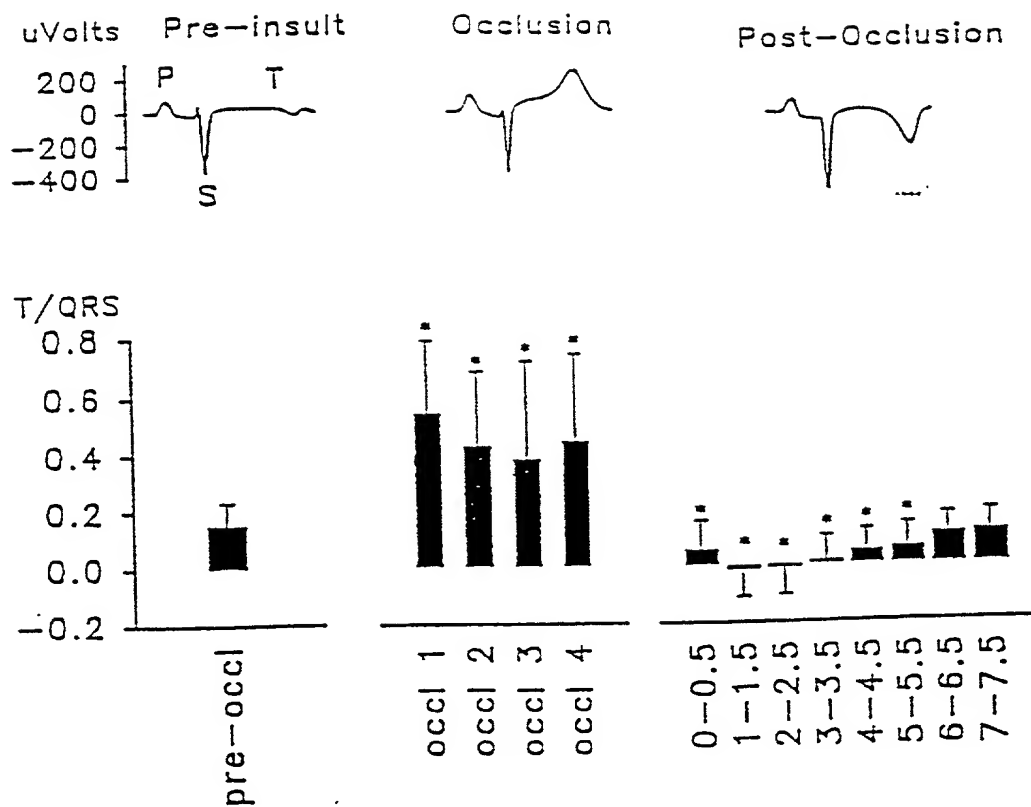 uVolts Pre-insult Occlusion Post-Occlusion
200 P T
0
-200
-400
S
T/QRS
0.8 * * * *
0.6 *
0.4
0.2 * * * * * *
0.0
-0.2
pre-occl
occl 1
occl 2
occl 3
occl 4
0-0.5
1-1.5
2-2.5
3-3.5
4-4.5
5-5.5
6-6.5
7-7.5